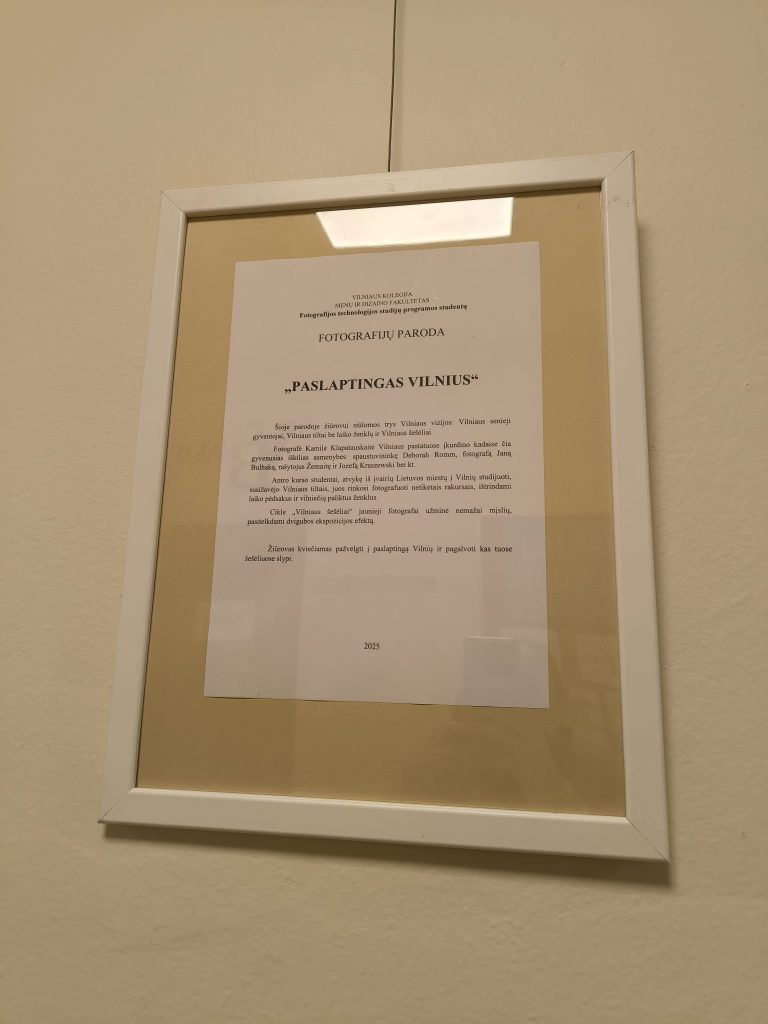 VILNIAUS KOLEGIJA
MENŲ IR DIZAINO FAKULTETAS
Fotografijos technologijos studijų programos studentų
FOTOGRAFIJŲ PARODA
„PASLAPTINGAS VILNIUS“
Šioje parodoje žiūrovui siūlomos trys Vilniaus vizijos: Vilniaus senieji
gyventojai, Vilniaus tiltai be laiko ženklų ir Vilniaus šešėliai.
Fotografė Kamilė Klapatauskaitė Vilniaus pastatuose įkurdino kadaise čia
gyvenusias iškilias asmenybes: spaustuvininkę Deborah Romm, fotografą Janą
Bulhaką, rašytojus Žemaitę ir Jozefą Kraszewski bei kt.
Antro kurso studentai, atvykę iš įvairių Lietuvos miestų į Vilnių studijuoti,
susižavėjo Vilniaus tiltais, juos rinkosi fotografuoti netikėtais rakursais, ištrindami
laiko pėdsakus ir vilniečių paliktus ženklus.
Cikle „Vilniaus šešėliai“ jaunieji fotografai užminė nemažai mįslių,
pasitelkdami dvigubos ekspozicijos efektą.
Žiūrovas kviečiamas pažvelgti į paslaptingą Vilnių ir pagalvoti kas tuose
šešėliuose slypi.
2025